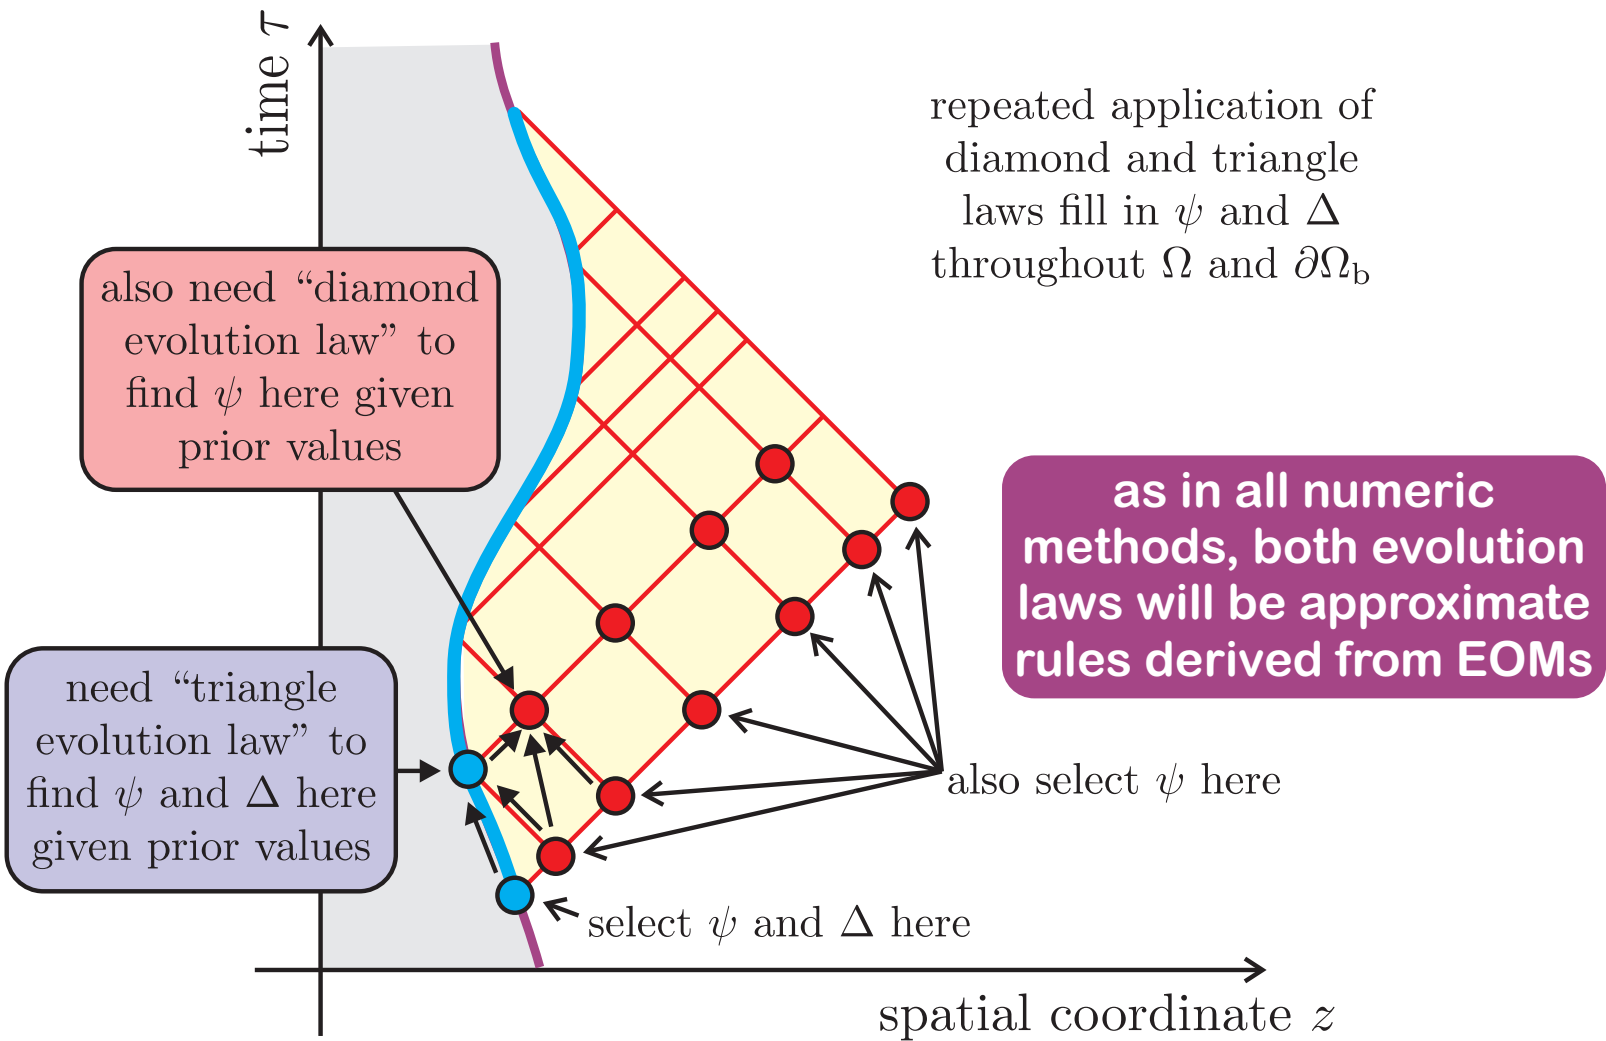 time τ
repeated application of
diamond and triangle
laws fill in ψ and Δ
throughout Ω and ∂Ω_b
also need “diamond
evolution law” to
find ψ here given
prior values
as in all numeric
methods, both evolution
laws will be approximate
rules derived from EOMs
need “triangle
evolution law” to
find ψ and Δ here
given prior values
also select ψ here
select ψ and Δ here
spatial coordinate z